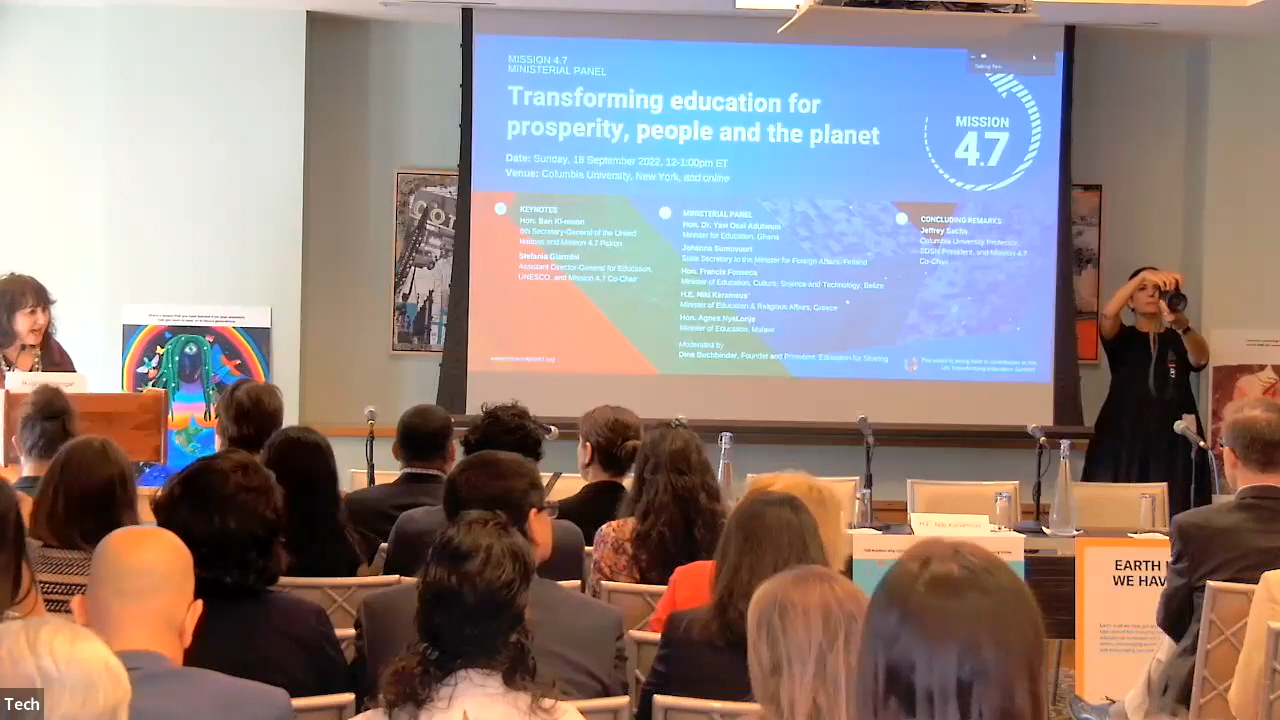 MISSION 4.7
MINISTERIAL PANEL
Transforming education for
prosperity, people and the planet
Date: Sunday, 18 September 2022, 12-1:00pm ET
Venue: Columbia University, New York, and online
MISSION
4.7
KEYNOTES
Hon. Ban Ki-moon
8th Secretary-General of the United
Nations and Mission 4.7 Patron
Stefania Giannini
Assistant Director-General for Education,
UNESCO, and Mission 4.7 Co-Chair
MINISTERIAL PANEL
Hon. Dr. Yaw Osei Adutwum
Minister for Education, Ghana
Johanna Sumuvuori
State Secretary to the Minister for Foreign Affairs, Finland
Hon. Francis Fonseca
Minister of Education, Culture, Science and Technology, Belize
H.E. Niki Kerameus
Minister of Education & Religious Affairs, Greece
Hon. Agnes NyaLonje
Minister of Education, Malawi
Moderated by
Dina Buchbinder, Founder and President, Education for Sharing
CONCLUDING REMARKS
Jeffrey Sachs
Columbia University Professor,
SDSN President, and Mission 4.7
Co-Chair
H.E. Niki Kerameus
EARTH
WE HAV
Tech